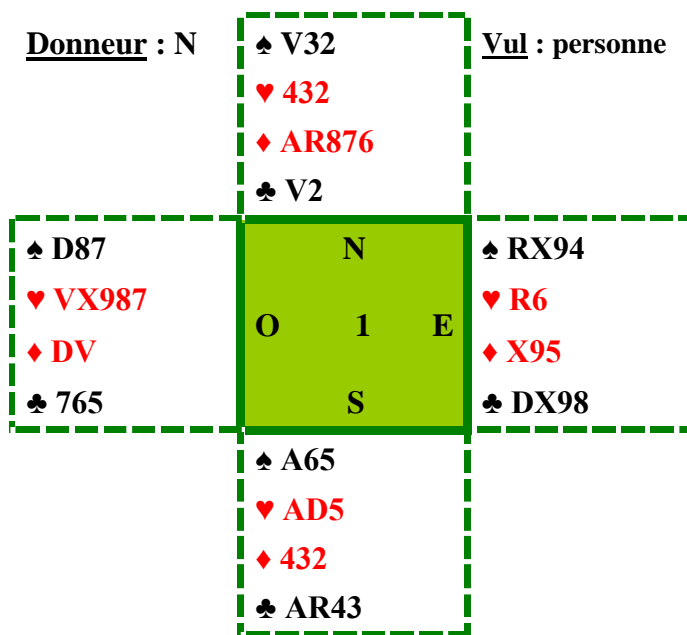 Donneur : N
♠ V32
Vul : personne
♥ 432
♦ AR876
♣ V2
♠ D87
♥ VX987
♦ DV
♣ 765
N
O 1 E
S
♠ RX94
♥ R6
♦ X95
♣ DX98
♠ A65
♥ AD5
♦ 432
♣ AR43